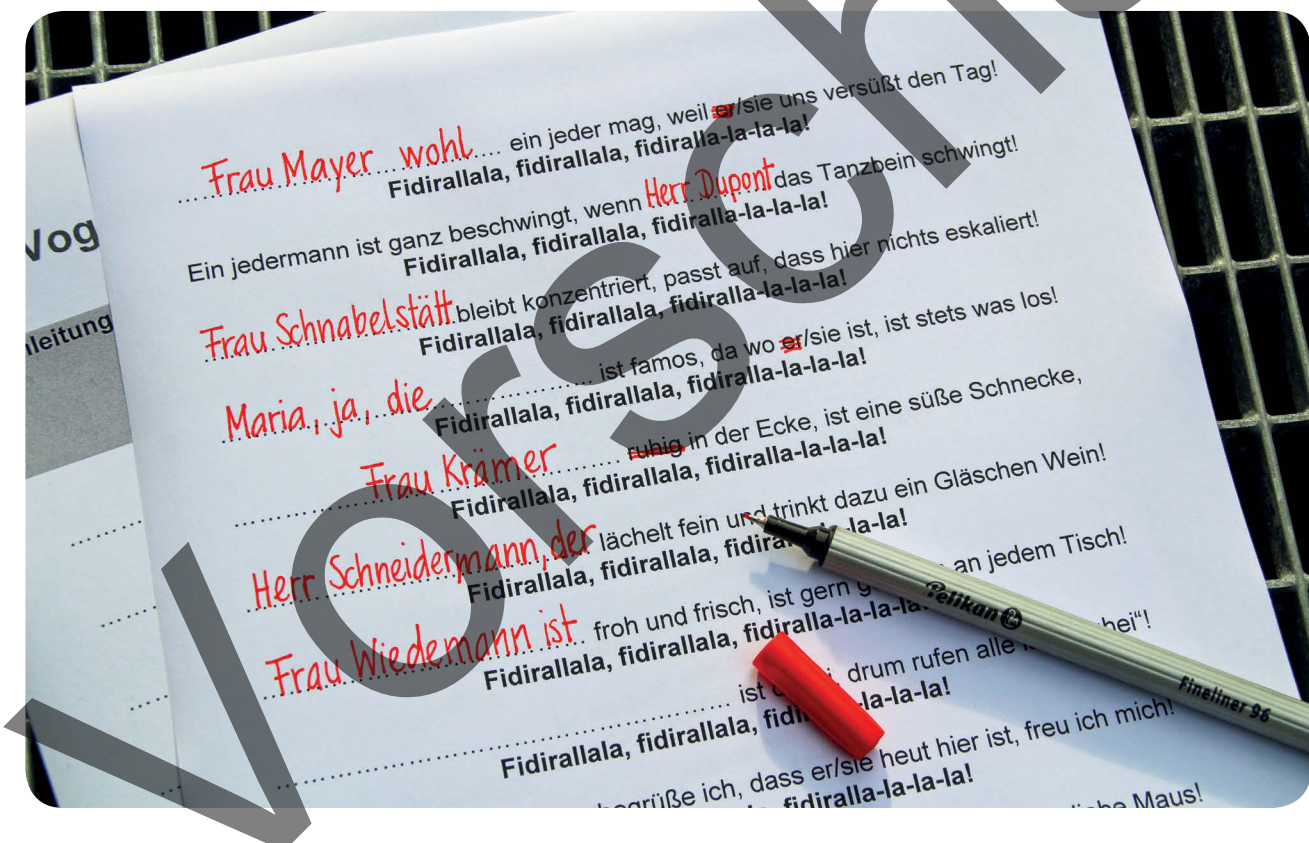 Frau Mayer wohl ein jeder mag, weil er/sie uns versüßt den Tag!
Fidirallala, fidirallala, fidiralla-la-la-la!
Ein jedermann ist ganz beschwingt, wenn Herr Dupont das Tanzbein schwingt!
Fidirallala, fidirallala, fidiralla-la-la-la!
Frau Schnabelstätt bleibt konzentriert, passt auf, dass hier nichts eskaliert!
Fidirallala, fidirallala, fidiralla-la-la-la!
Maria, ja, die ist famos, da wo er/sie ist, ist stets was los!
Fidirallala, fidirallala, fidiralla-la-la-la!
Frau Krämer ruhig in der Ecke, ist eine süße Schnecke,
Fidirallala, fidirallala, fidiralla-la-la-la!
Herr Schneidermann, der lächelt fein und trinkt dazu ein Gläschen Wein!
Fidirallala, fidirallala, la-la!
Frau Wiedemann ist froh und frisch, ist gern an jedem Tisch!
Fidirallala, fidirallala, fidiralla-la-la
ist drum rufen alle hei“!
Fidirallala, fidirallala, la-la-la!
ich, dass er/sie heut hier ist, freu ich mich!
fidiralla-la-la-la!
Maus!
Vog
leitung
Pelikan
Fineliner 96
Vorsch